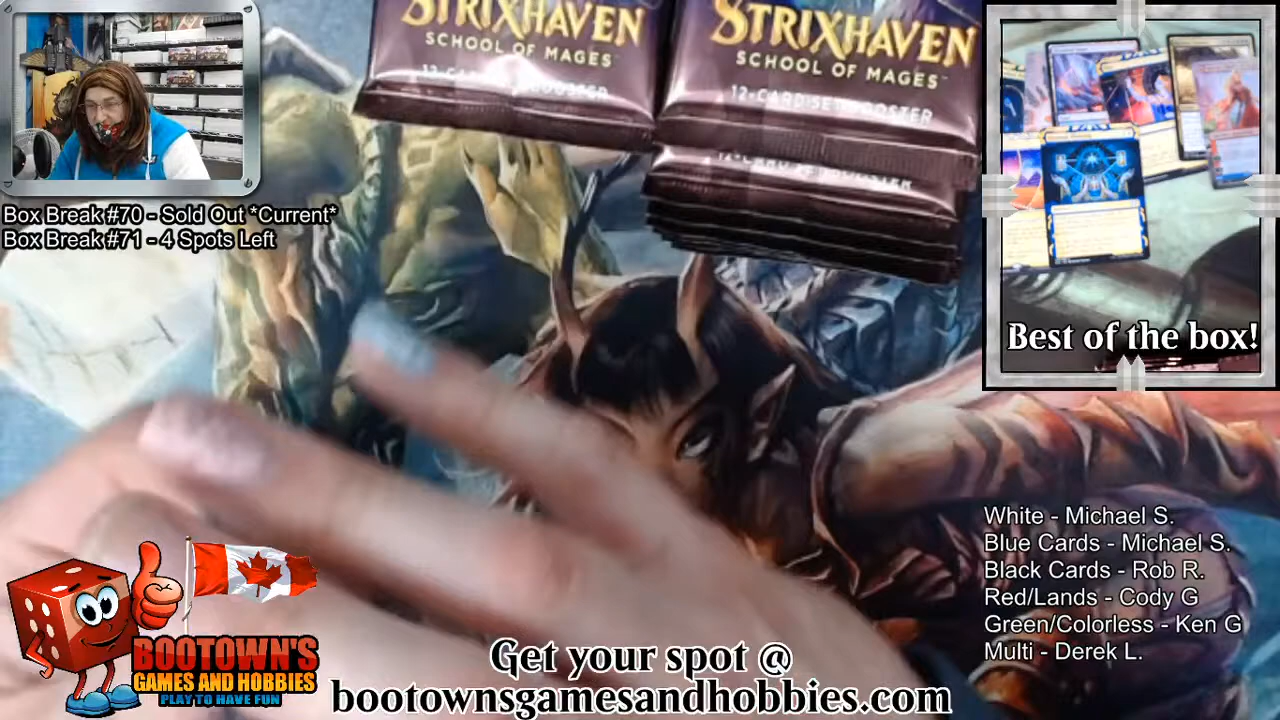 STRIXHAVEN
SCHOOL OF MAGES
STRIXHAVEN
SCHOOL OF MAGES
12-CARD SET BOOSTER
Box Break #70 - Sold Out *Current*
Box Break #71 - 4 Spots Left
Best of the box!
White - Michael S.
Blue Cards - Michael S.
Black Cards - Rob R.
Red/Lands - Cody G
Green/Colorless - Ken G
Multi - Derek L.
BOOTOWN'S
GAMES AND HOBBIES
PLAY TO HAVE FUN
Get your spot @
bootownsgamesandhobbies.com